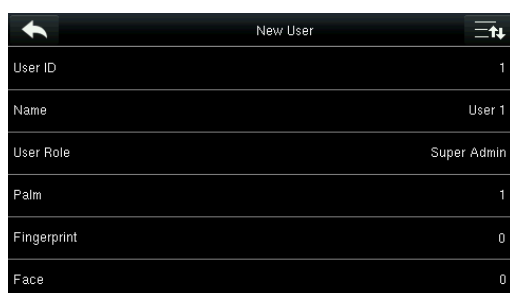 New User
User ID 1
Name User 1
User Role Super Admin
Palm 1
Fingerprint 0
Face 0